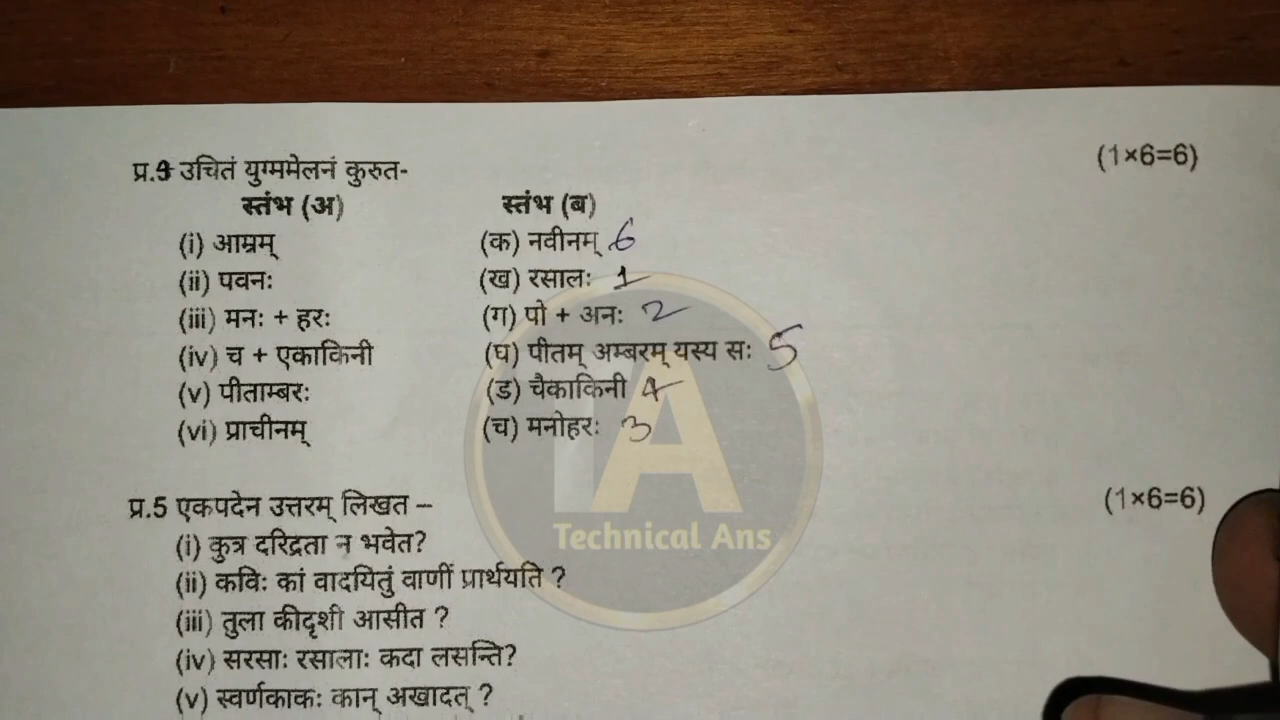 (1×6=6)
प्र.9 उचितं युग्ममेलनं कुरुत-
स्तंभ (अ) स्तंभ (ब)
(i) आम्रम् (क) नवीनम् 6
(ii) पवनः (ख) रसालः 1
(iii) मनः + हरः (ग) पो + अनः 2
(iv) च + एकाकिनी (घ) पीतम् अम्बरम् यस्य सः 5
(v) पीताम्बरः (ड) चैकाकिनी 4
(vi) प्राचीनम् (च) मनोहरः 3
प्र.5 एकपदेन उत्तरम् लिखत – (1×6=6)
(i) कुत्र दरिद्रता न भवेत?
(ii) कविः कां वादयितुं वाणीं प्रार्थयति ?
(iii) तुला कीदृशी आसीत ?
(iv) सरसाः रसालाः कदा लसन्ति?
(v) स्वर्णकाकः कान् अखादत् ?
TA
Technical Ans